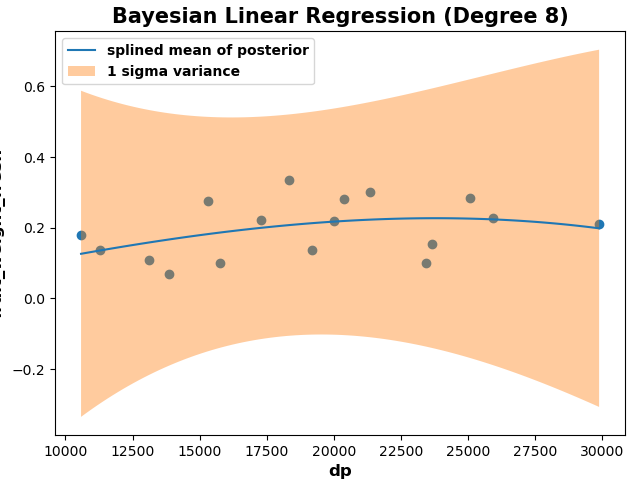 Bayesian Linear Regression (Degree 8)
splined mean of posterior
1 sigma variance
0.6
0.4
0.2
0.0
−0.2
10000 12500 15000 17500 20000 22500 25000 27500 30000
dp